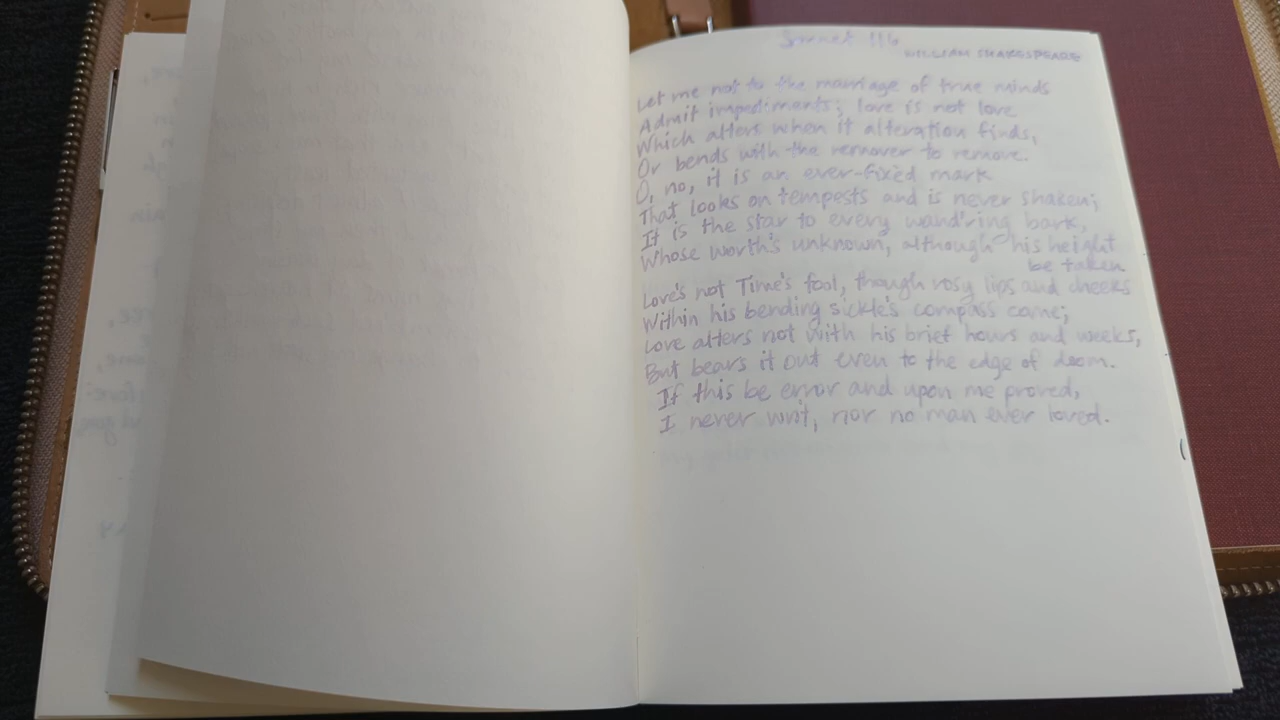 Sonnet 116
WILLIAM SHAKESPEARE
Let me not to the marriage of true minds
Admit impediments; love is not love
Which alters when it alteration finds,
Or bends with the remover to remove.
O, no, it is an ever-fixèd mark
That looks on tempests and is never shaken;
It is the star to every wand'ring bark,
Whose worth's unknown, although his height
be taken
Love's not Time's fool, though rosy lips and cheeks
Within his bending sickle's compass come;
Love alters not with his brief hours and weeks,
But bears it out even to the edge of doom.
If this be error and upon me proved,
I never writ, nor no man ever loved.